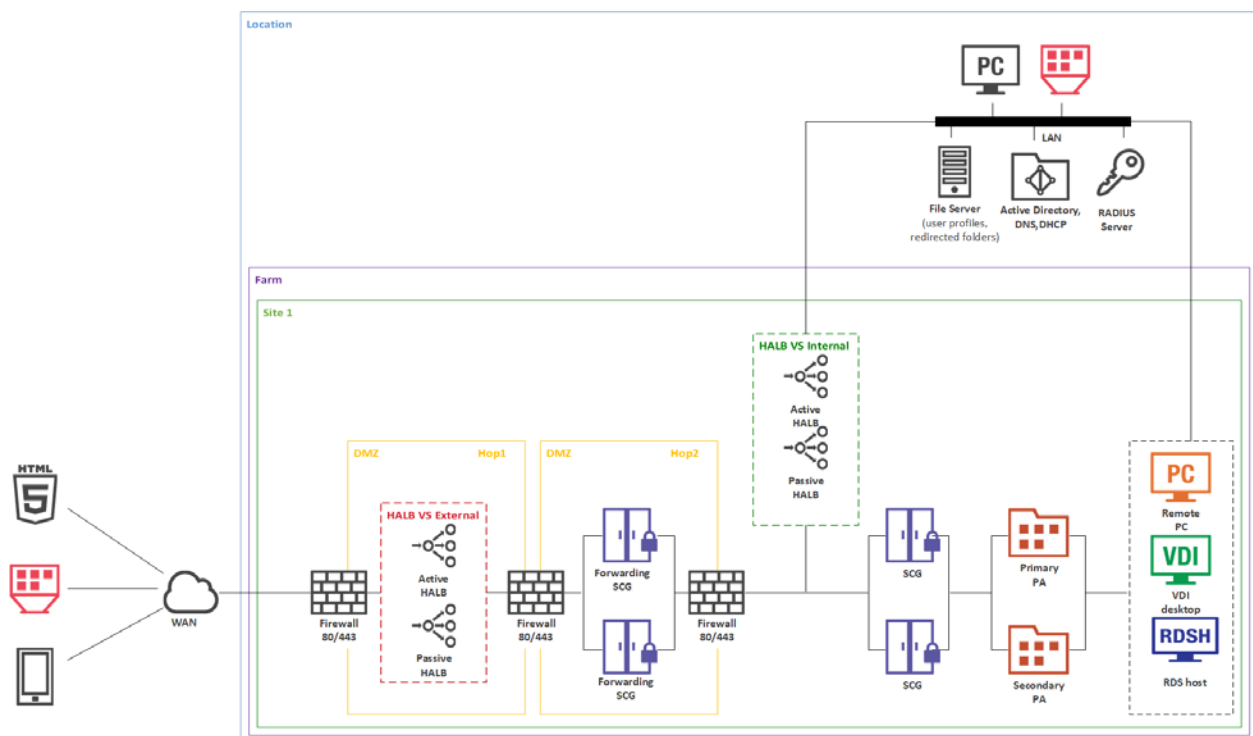 Location
PC
LAN
File Server
(user profiles,
redirected folders)
Active Directory,
DNS,DHCP
RADIUS
Server
Farm
Site 1
HALB VS Internal
Active
HALB
Passive
HALB
DMZ
Hop1
DMZ
Hop2
HTML
5
WAN
Firewall
80/443
HALB VS External
Active
HALB
Passive
HALB
Firewall
80/443
Forwarding
SCG
Forwarding
SCG
Firewall
80/443
SCG
SCG
Primary
PA
Secondary
PA
PC
Remote
PC
VDI
VDI
desktop
RDSH
RDS host